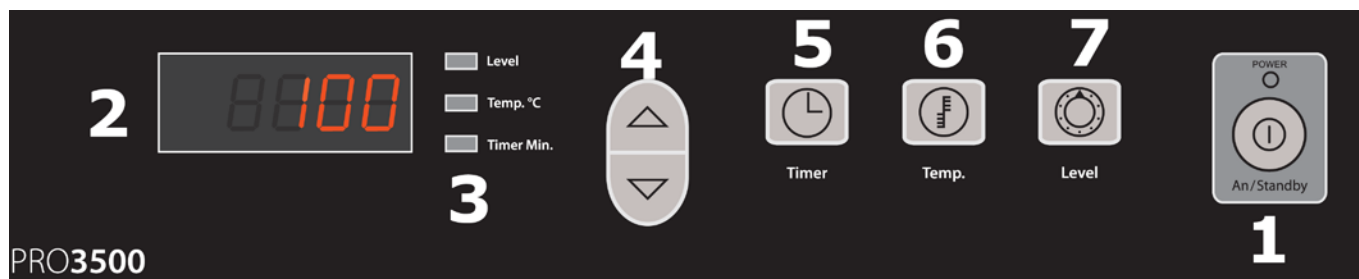 2
100
3
Level
Temp. °C
Timer Min.
4
5
Timer
6
Temp.
7
Level
POWER
An/Standby
1
PRO3500